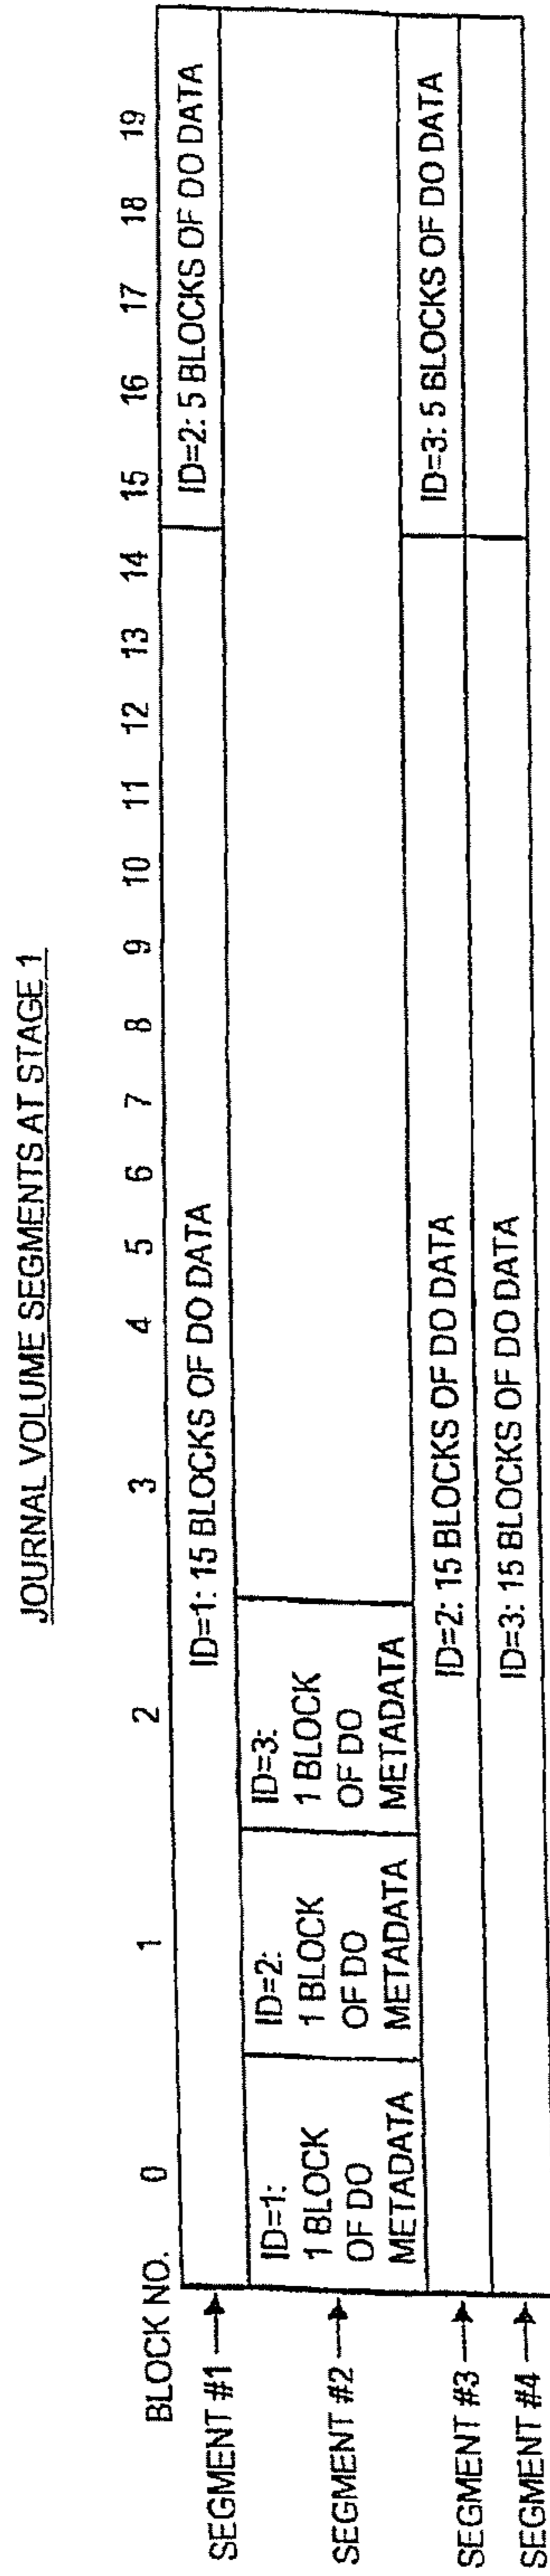 JOURNAL VOLUME SEGMENTS AT STAGE 1
BLOCK NO. 0 1 2 3 4 5 6 7 8 9 10 11 12 13 14 15 16 17 18 19
SEGMENT #1
ID=1: 15 BLOCKS OF DO DATA
ID=2: 5 BLOCKS OF DO DATA
SEGMENT #2
ID=1:
1 BLOCK
OF DO
METADATA
ID=2:
1 BLOCK
OF DO
METADATA
ID=3:
1 BLOCK
OF DO
METADATA
SEGMENT #3
ID=2: 15 BLOCKS OF DO DATA
ID=3: 5 BLOCKS OF DO DATA
SEGMENT #4
ID=3: 15 BLOCKS OF DO DATA